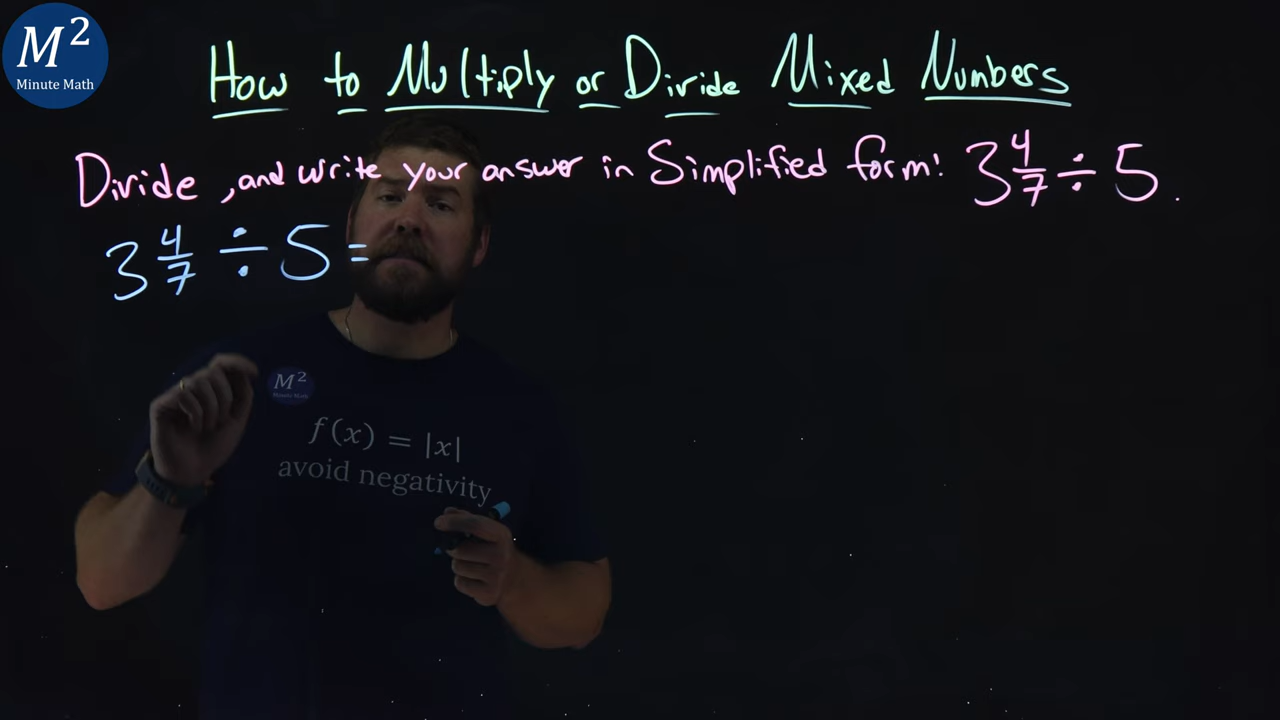 M²
Minute Math
How to Multiply or Divide Mixed Numbers
Divide, and write your answer in Simplified form: 3 4/7 ÷ 5.
3 4/7 ÷ 5 =
M²
Minute Math
f(x) = |x|
avoid negativity